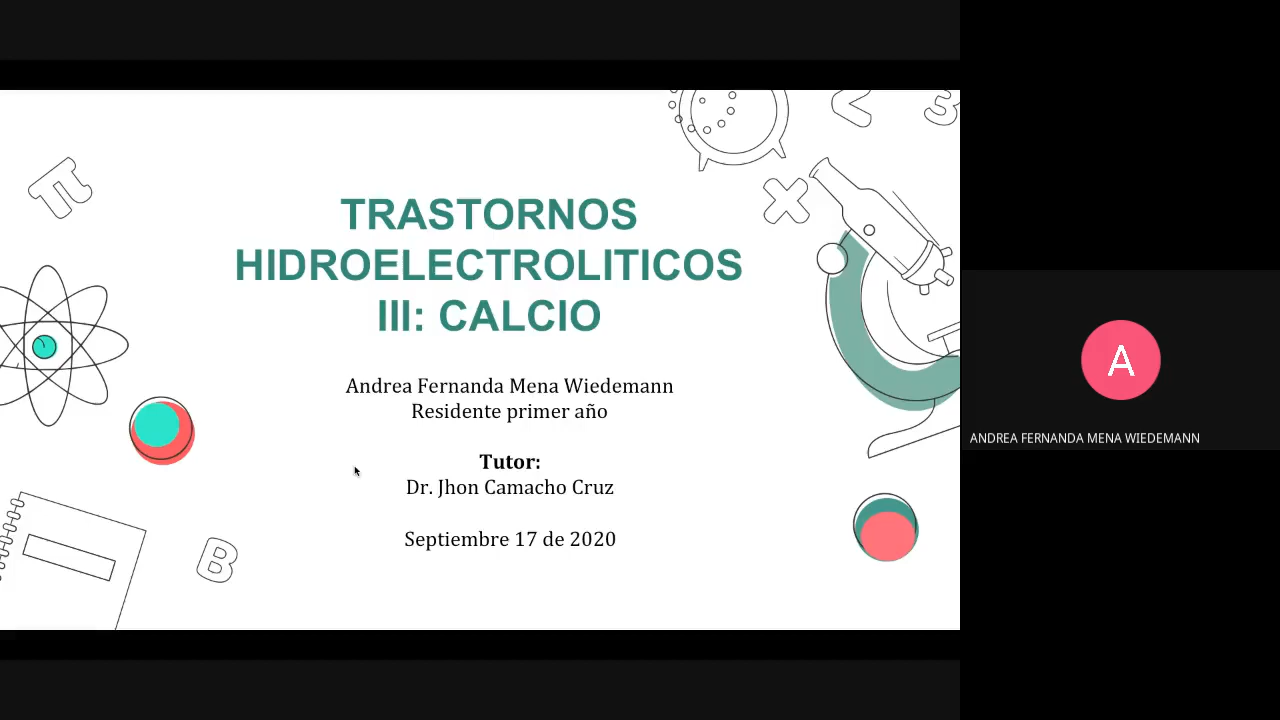 π
B
<
3
X
TRASTORNOS
HIDROELECTROLITICOS
III: CALCIO
Andrea Fernanda Mena Wiedemann
Residente primer año
Tutor:
Dr. Jhon Camacho Cruz
Septiembre 17 de 2020
A
ANDREA FERNANDA MENA WIEDEMANN